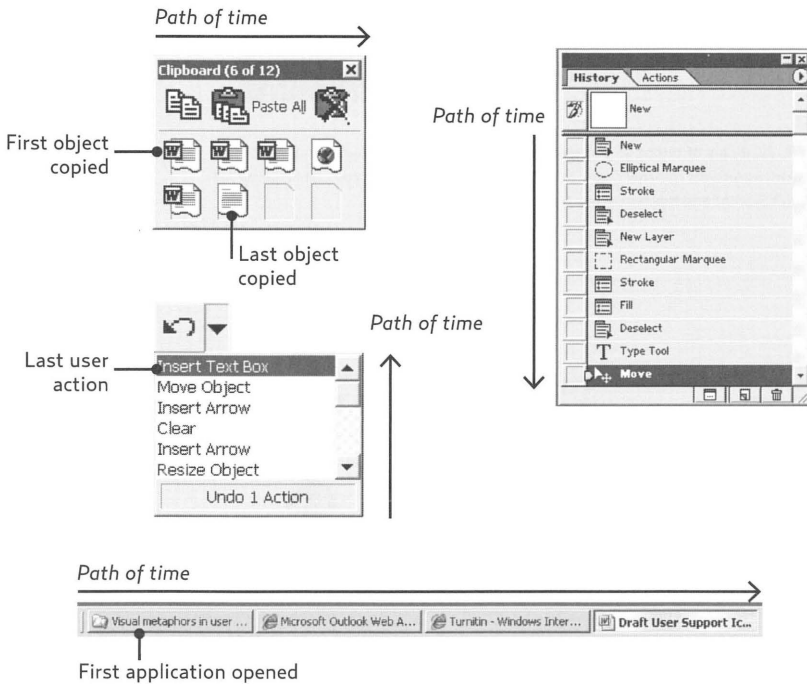 Path of time
Clipboard (6 of 12)
Paste All
First object
copied
Last object
copied
Path of time
History
Actions
New
New
Elliptical Marquee
Stroke
Deselect
New Layer
Rectangular Marquee
Stroke
Fill
Deselect
Type Tool
Move
Path of time
Last user
action
Insert Text Box
Move Object
Insert Arrow
Clear
Insert Arrow
Resize Object
Undo 1 Action
Path of time
Visual metaphors in user ...
Microsoft Outlook Web A...
Turnitin - Windows Inter...
Draft User Support Ic...
First application opened